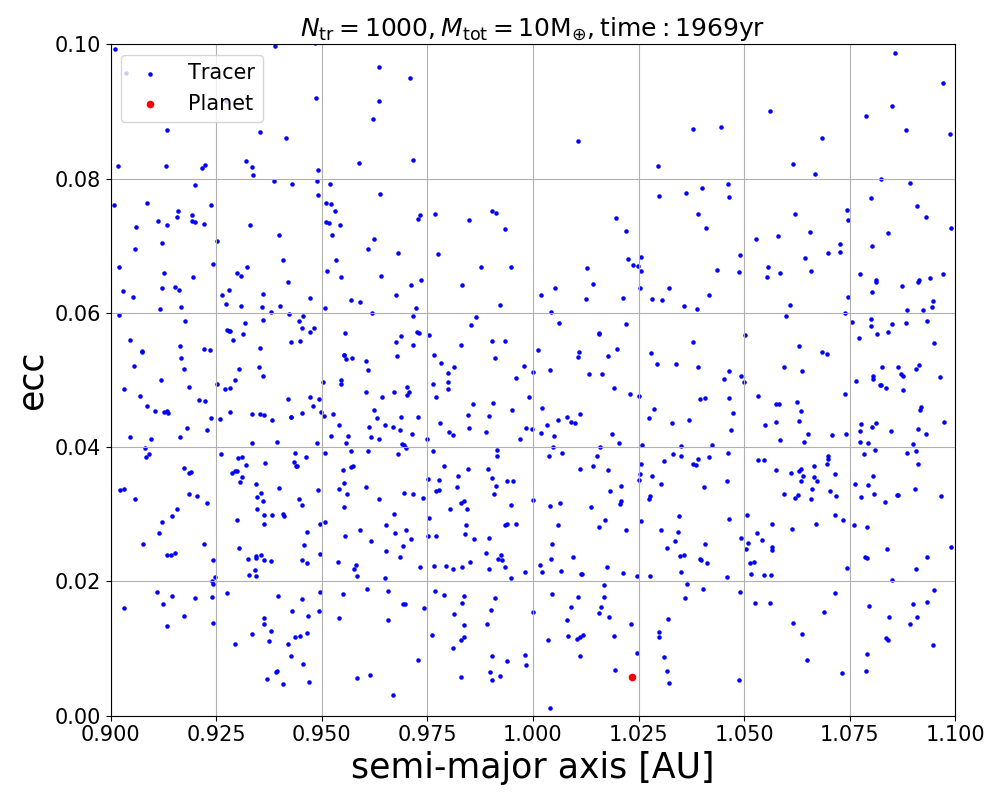 N_tr = 1000, M_tot = 10M_⊕, time : 1969yr
Tracer
Planet
ecc
0.10
0.08
0.06
0.04
0.02
0.00
0.900 0.925 0.950 0.975 1.000 1.025 1.050 1.075 1.100
semi-major axis [AU]